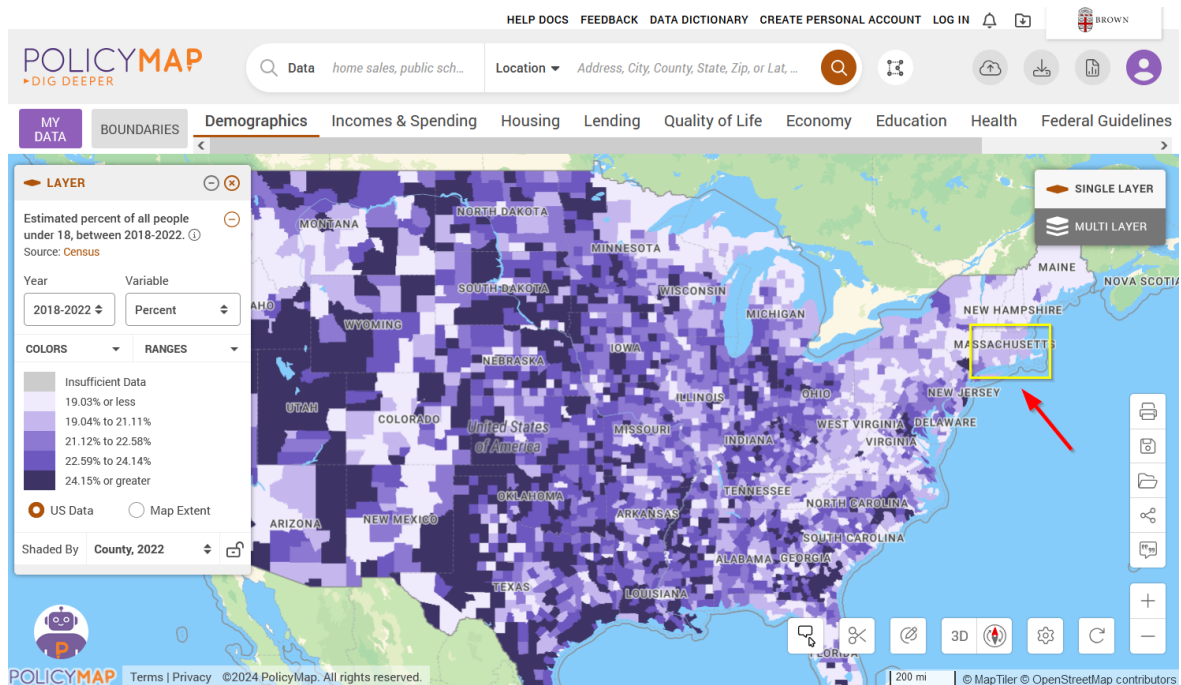 HELP DOCS FEEDBACK DATA DICTIONARY CREATE PERSONAL ACCOUNT LOG IN
BROWN
POLICYMAP
DIG DEEPER
Data home sales, public sch...
Location Address, City, County, State, Zip, or Lat, ...
MY DATA
BOUNDARIES
Demographics Incomes & Spending Housing Lending Quality of Life Economy Education Health Federal Guidelines
LAYER
Estimated percent of all people
under 18, between 2018-2022.
Source: Census
Year Variable
2018-2022 Percent
COLORS RANGES
Insufficient Data
19.03% or less
19.04% to 21.11%
21.12% to 22.58%
22.59% to 24.14%
24.15% or greater
US Data Map Extent
Shaded By County, 2022
SINGLE LAYER
MULTI LAYER
MONTANA
NORTH DAKOTA
MINNESOTA
MAINE
NOVA SCOTIA
AHO
SOUTH DAKOTA
WISCONSIN
MICHIGAN
NEW HAMPSHIRE
WYOMING
IOWA
MASSACHUSETTS
NEBRASKA
UTAH
COLORADO
United States
of America
ILLINOIS
OHIO
NEW JERSEY
MISSOURI
INDIANA
WEST VIRGINIA
DELAWARE
VIRGINIA
OKLAHOMA
TENNESSEE
NORTH CAROLINA
ARIZONA
NEW MEXICO
ARKANSAS
SOUTH CAROLINA
ALABAMA
GEORGIA
TEXAS
LOUISIANA
FLORIDA
3D
P
POLICYMAP Terms | Privacy ©2024 PolicyMap. All rights reserved.
200 mi
© MapTiler © OpenStreetMap contributors